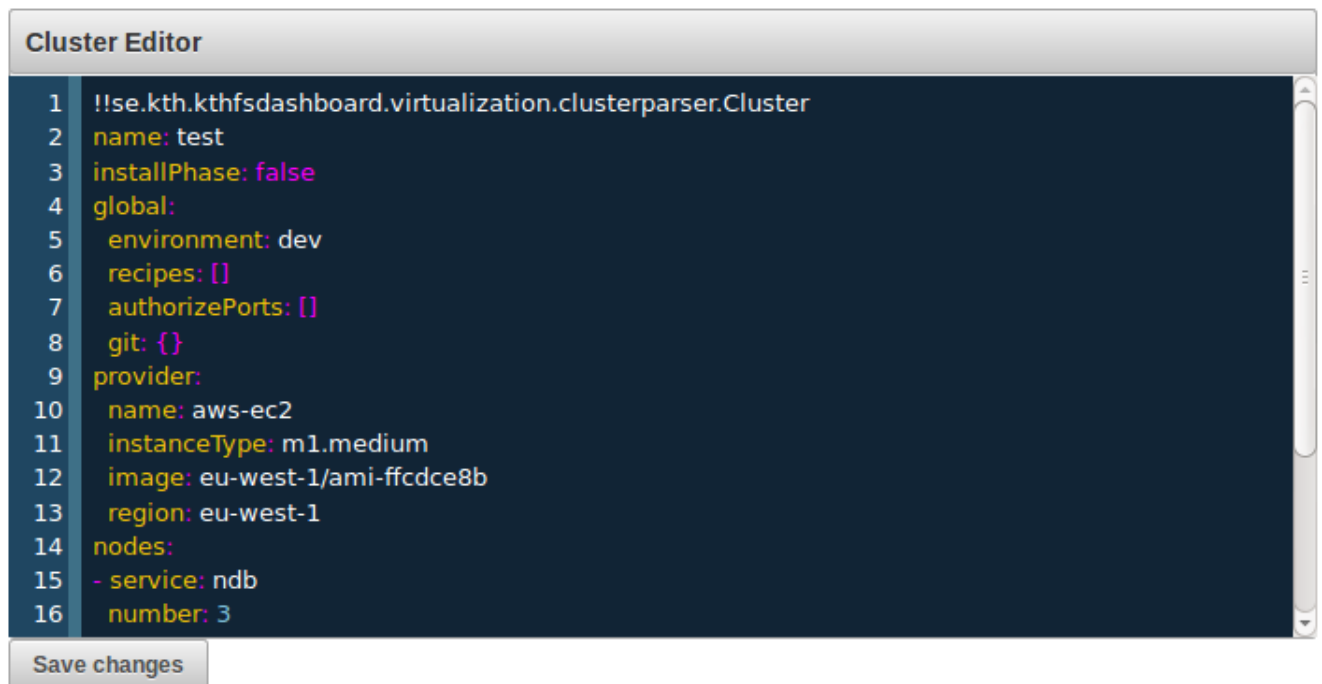 Cluster Editor
1 !!se.kth.kthfsdashboard.virtualization.clusterparser.Cluster
2 name: test
3 installPhase: false
4 global:
5   environment: dev
6   recipes: []
7   authorizePorts: []
8   git: {}
9 provider:
10   name: aws-ec2
11   instanceType: m1.medium
12   image: eu-west-1/ami-ffcdce8b
13   region: eu-west-1
14 nodes:
15 - service: ndb
16   number: 3
Save changes